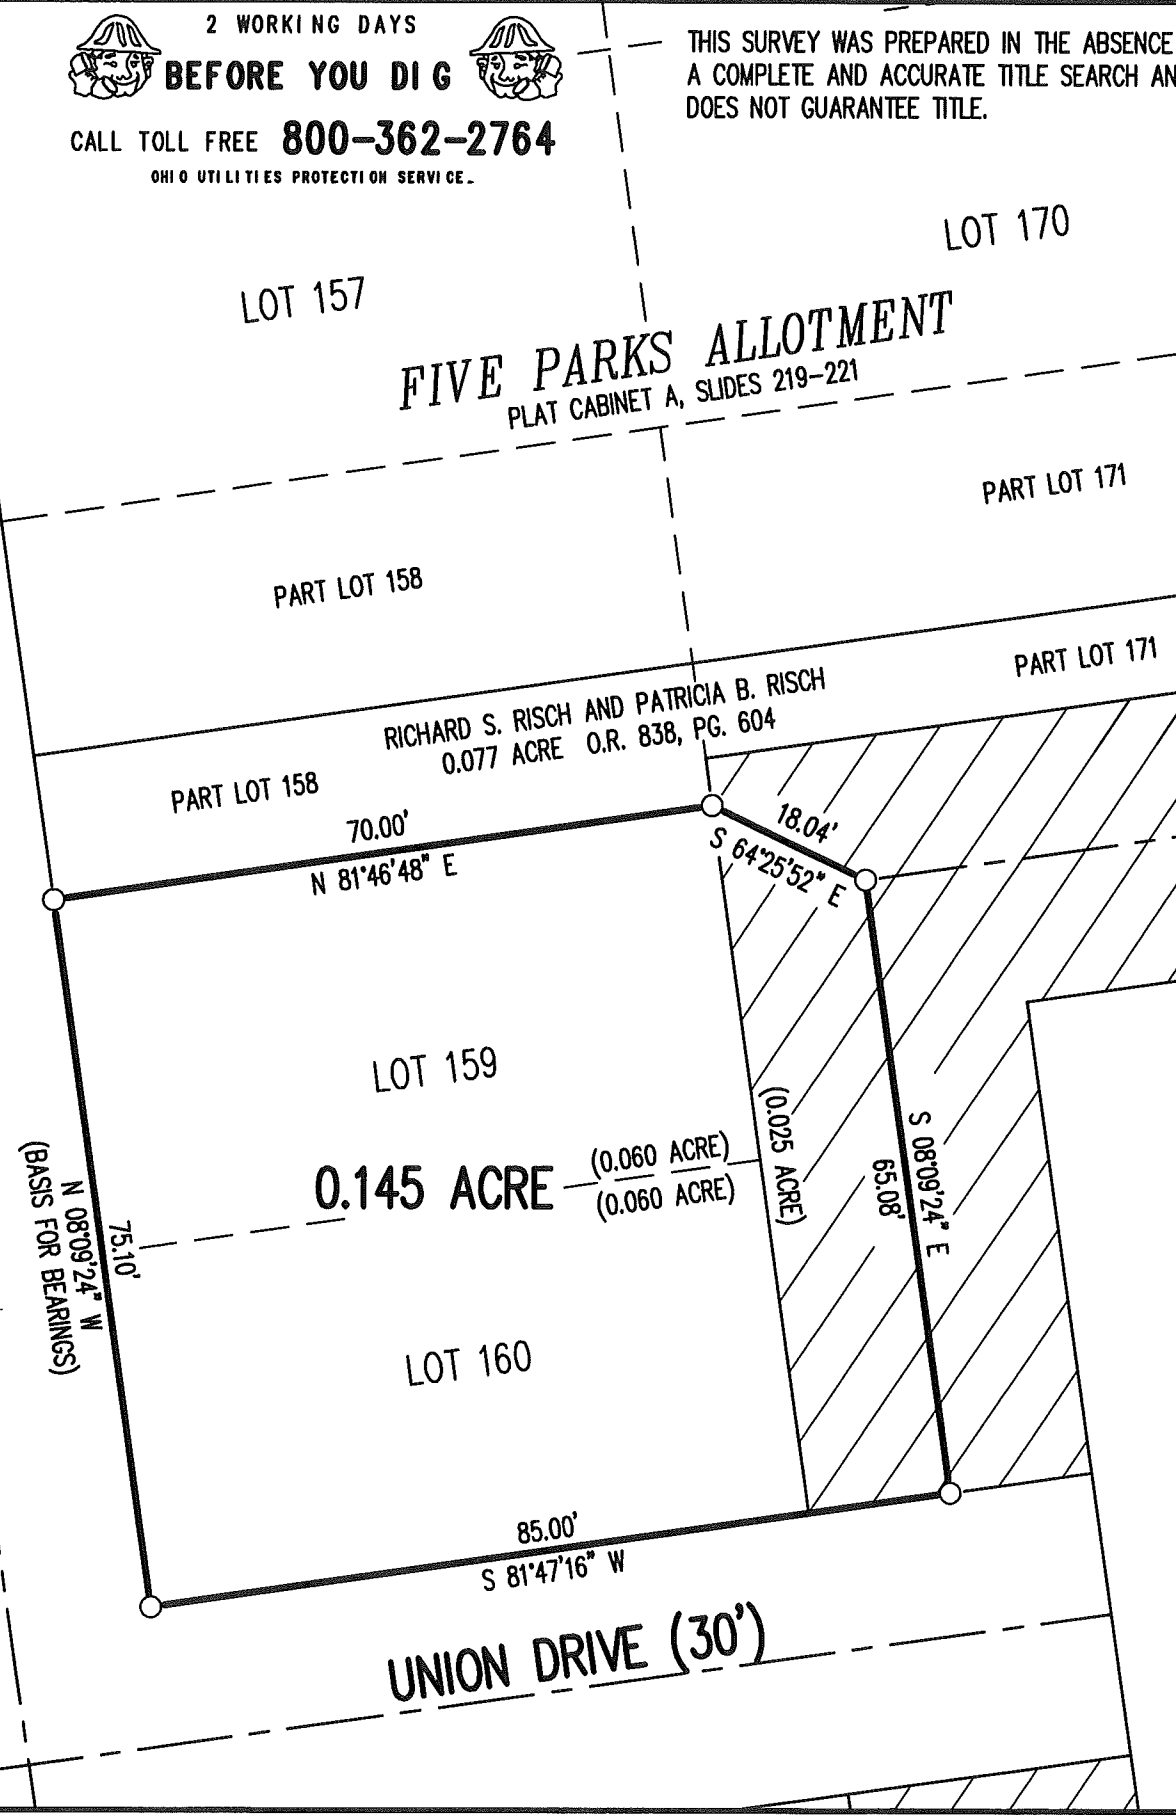 2 WORKING DAYS
BEFORE YOU DIG
CALL TOLL FREE 800-362-2764
OHIO UTILITIES PROTECTION SERVICE.
THIS SURVEY WAS PREPARED IN THE ABSENCE
A COMPLETE AND ACCURATE TITLE SEARCH AN
DOES NOT GUARANTEE TITLE.
LOT 170
LOT 157
FIVE PARKS ALLOTMENT
PLAT CABINET A, SLIDES 219-221
PART LOT 171
PART LOT 158
PART LOT 171
RICHARD S. RISCH AND PATRICIA B. RISCH
0.077 ACRE O.R. 838, PG. 604
PART LOT 158
70.00'
N 81°46'48" E
18.04'
S 64°25'52" E
LOT 159
0.145 ACRE
(0.060 ACRE)
(0.060 ACRE)
(0.025 ACRE)
S 08°09'24" E
65.08'
75.10'
N 08°09'24" W
(BASIS FOR BEARINGS)
LOT 160
85.00'
S 81°47'16" W
UNION DRIVE (30')